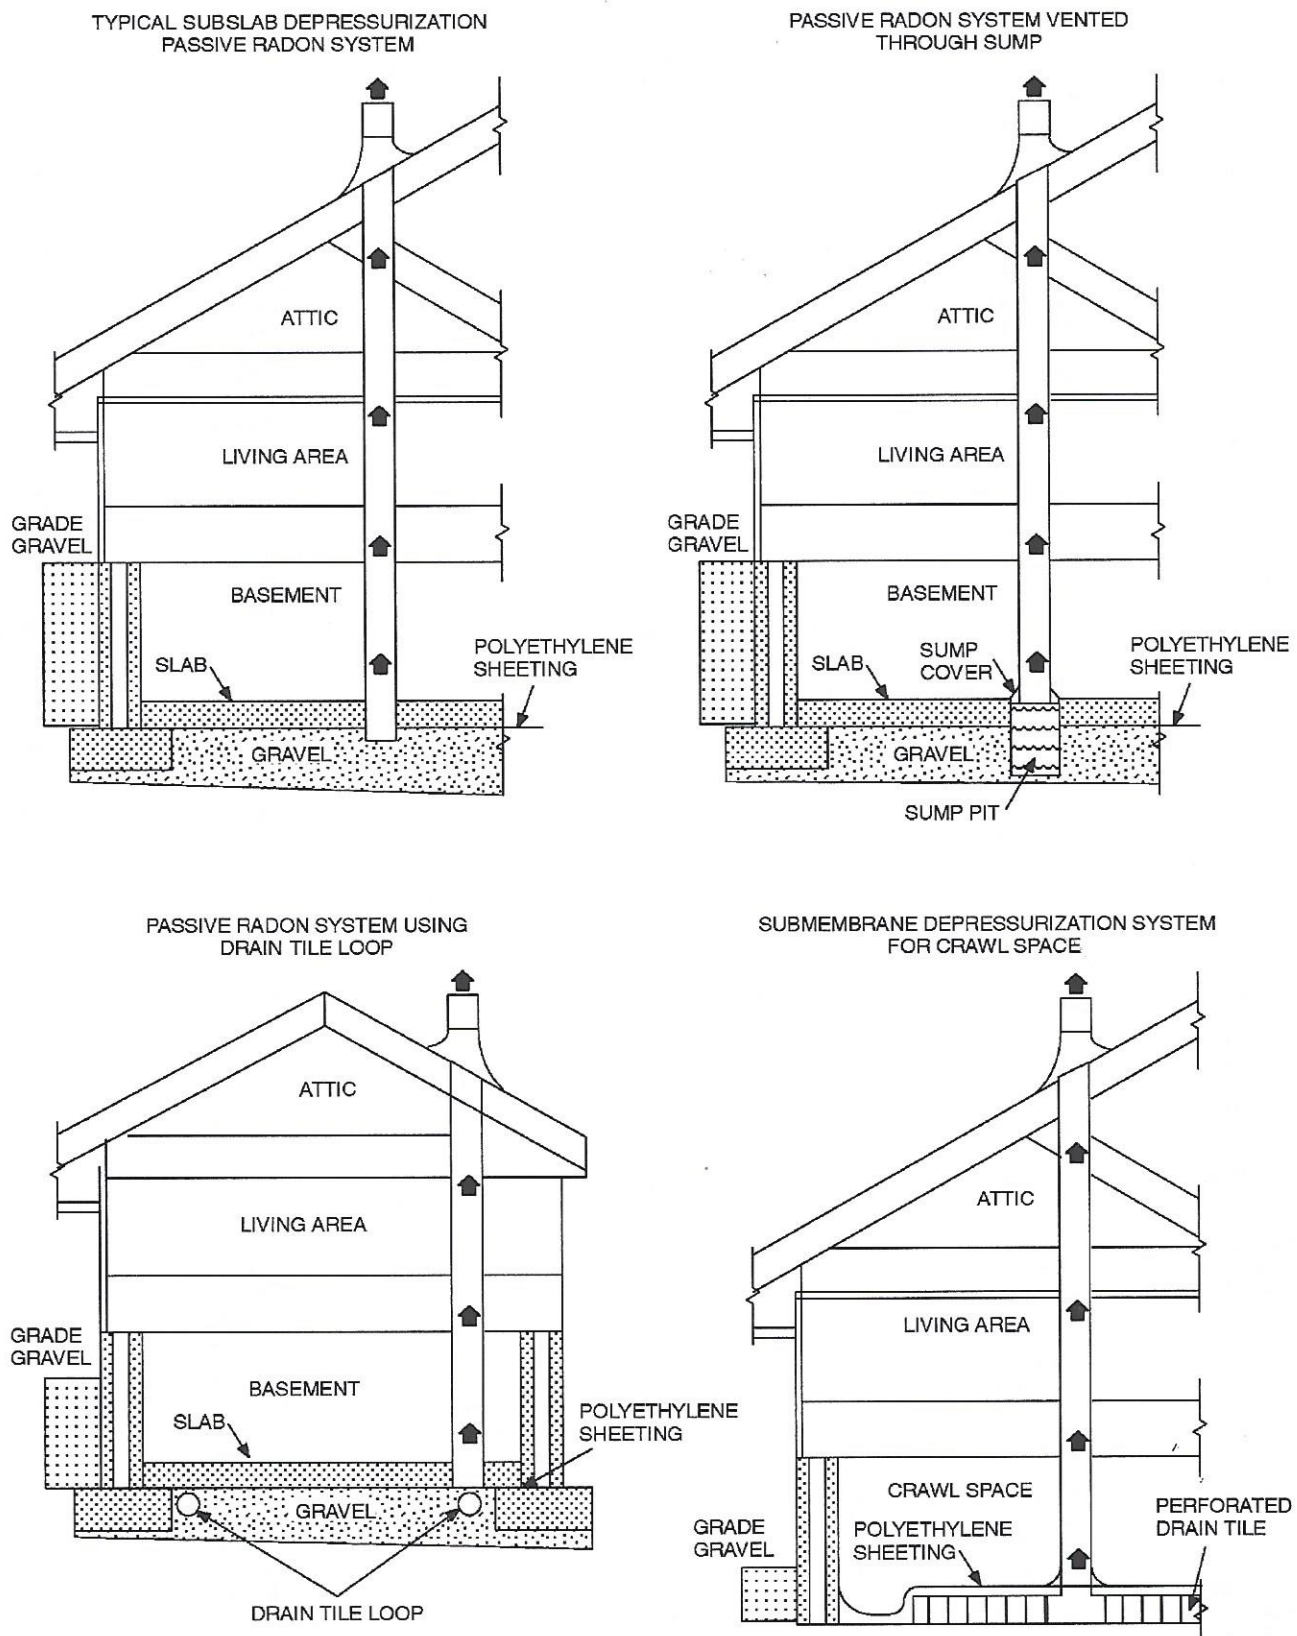 TYPICAL SUBSLAB DEPRESSURIZATION
PASSIVE RADON SYSTEM
ATTIC
LIVING AREA
GRADE
GRAVEL
BASEMENT
SLAB
POLYETHYLENE
SHEETING
GRAVEL
PASSIVE RADON SYSTEM VENTED
THROUGH SUMP
ATTIC
LIVING AREA
GRADE
GRAVEL
BASEMENT
SLAB
SUMP
COVER
POLYETHYLENE
SHEETING
GRAVEL
SUMP PIT
PASSIVE RADON SYSTEM USING
DRAIN TILE LOOP
ATTIC
LIVING AREA
GRADE
GRAVEL
BASEMENT
SLAB
POLYETHYLENE
SHEETING
GRAVEL
DRAIN TILE LOOP
SUBMEMBRANE DEPRESSURIZATION SYSTEM
FOR CRAWL SPACE
ATTIC
LIVING AREA
CRAWL SPACE
GRADE
GRAVEL
POLYETHYLENE
SHEETING
PERFORATED
DRAIN TILE